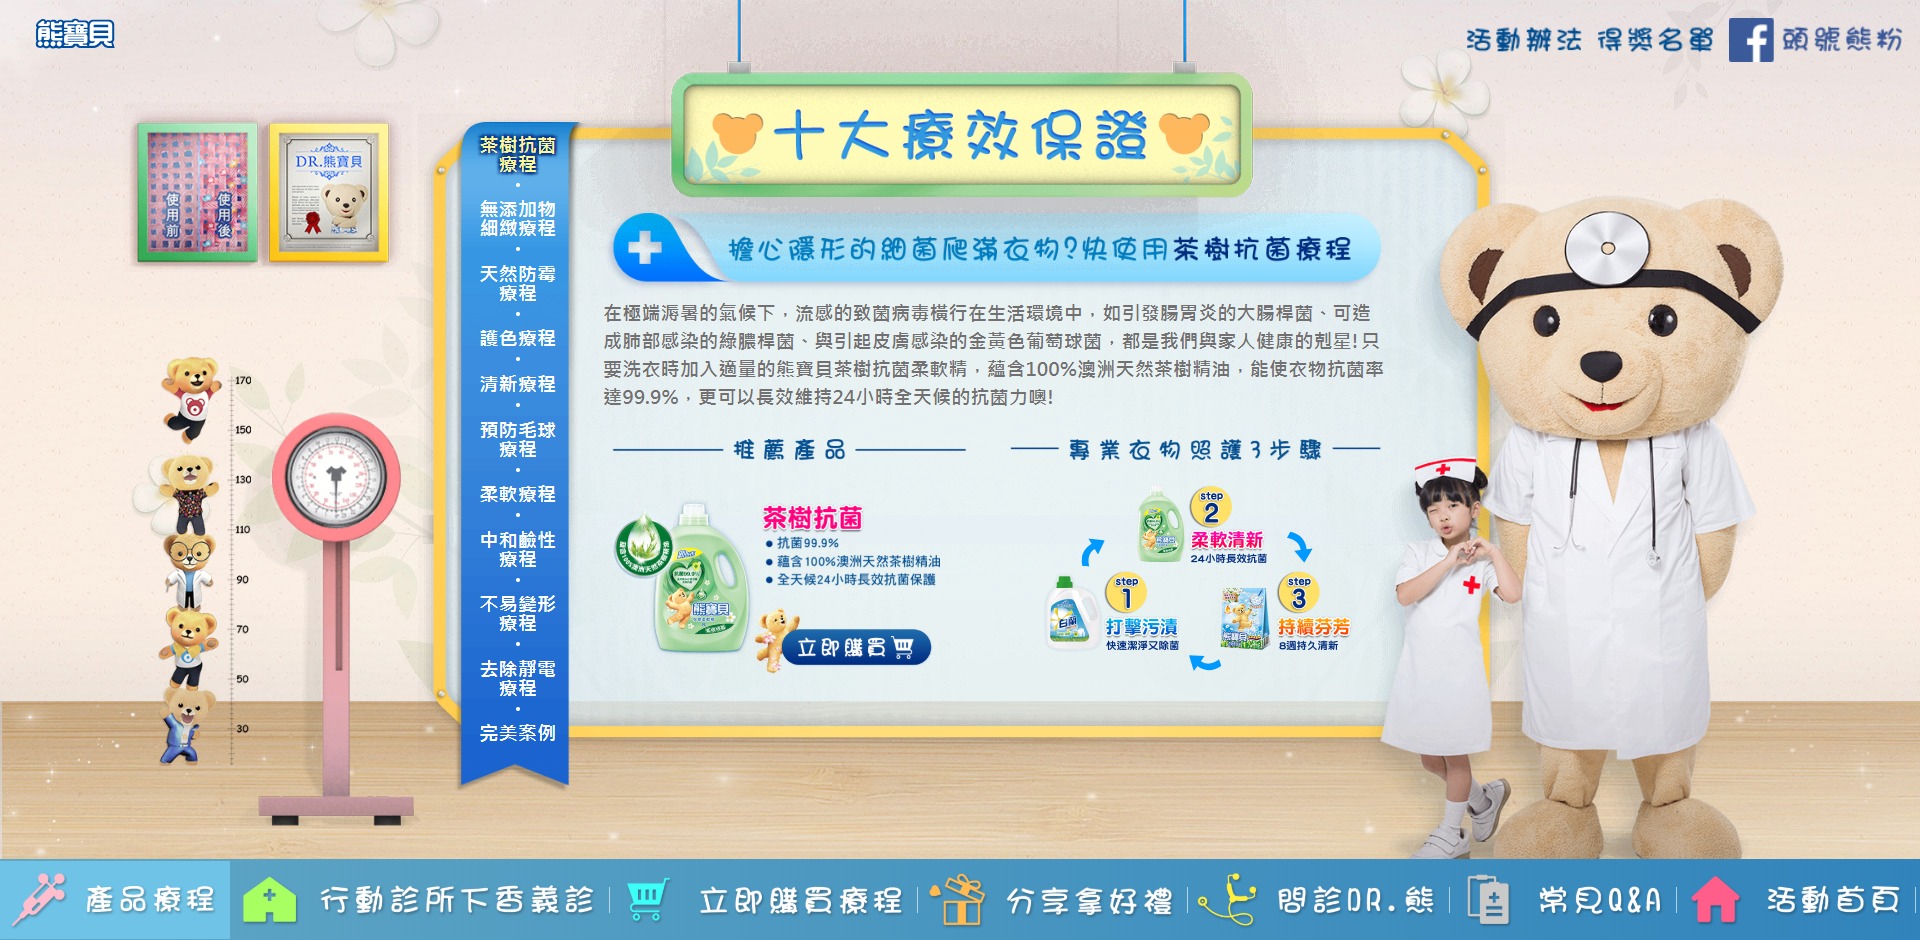 熊寶貝
活動辦法 得獎名單 f 頭號熊粉
十大療效保證
使用前
使用後
DR.熊寶貝
茶樹抗菌
療程
無添加物
細緻療程
天然防霉
療程
護色療程
清新療程
預防毛球
療程
柔軟療程
中和鹼性
療程
不易變形
療程
去除靜電
療程
完美案例
擔心隱形的細菌爬滿衣物?快使用茶樹抗菌療程
在極端溽暑的氣候下，流感的致菌病毒橫行在生活環境中，如引發腸胃炎的大腸桿菌、可造
成肺部感染的綠膿桿菌、與引起皮膚感染的金黃色葡萄球菌，都是我們與家人健康的剋星!只
要洗衣時加入適量的熊寶貝茶樹抗菌柔軟精，蘊含100%澳洲天然茶樹精油，能使衣物抗菌率
達99.9%，更可以長效維持24小時全天候的抗菌力噢!
推薦產品
茶樹抗菌
抗菌99.9%
蘊含100%澳洲天然茶樹精油
全天候24小時長效抗菌保護
熊寶貝
立即購買
專業衣物照護3步驟
step
2
柔軟清新
24小時長效抗菌
白蘭
step
1
打擊污漬
快速潔淨又除菌
熊寶貝
step
3
持續芬芳
8週持久清新
170
150
130
110
90
70
50
30
產品療程
行動診所下香義診
立即購買療程
分享拿好禮
問診DR.熊
常見Q&A
活動首頁